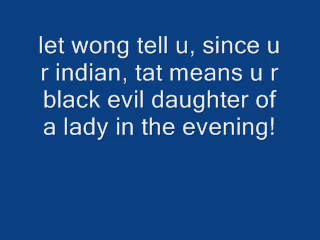 let wong tell u, since u
r indian, tat means u r
black evil daughter of
a lady in the evening!